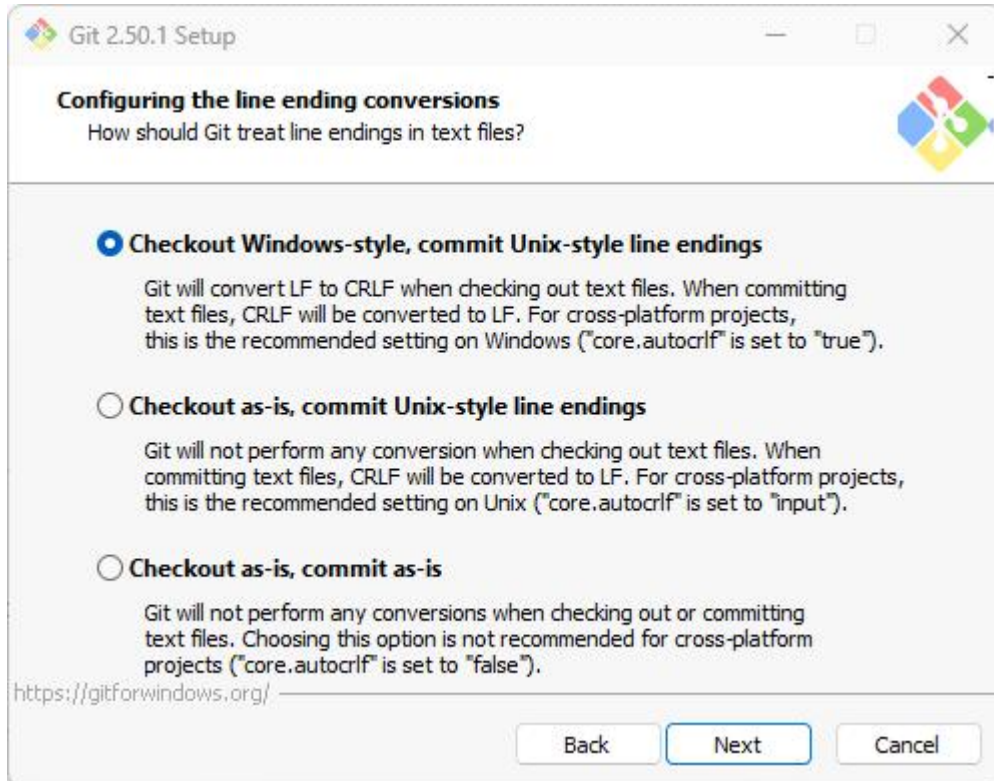 Git 2.50.1 Setup
Configuring the line ending conversions
How should Git treat line endings in text files?
Checkout Windows-style, commit Unix-style line endings
Git will convert LF to CRLF when checking out text files. When committing
text files, CRLF will be converted to LF. For cross-platform projects,
this is the recommended setting on Windows ("core.autocrlf" is set to "true").
Checkout as-is, commit Unix-style line endings
Git will not perform any conversion when checking out text files. When
committing text files, CRLF will be converted to LF. For cross-platform projects,
this is the recommended setting on Unix ("core.autocrlf" is set to "input").
Checkout as-is, commit as-is
Git will not perform any conversions when checking out or committing
text files. Choosing this option is not recommended for cross-platform
projects ("core.autocrlf" is set to "false").
https://gitforwindows.org/
Back Next Cancel